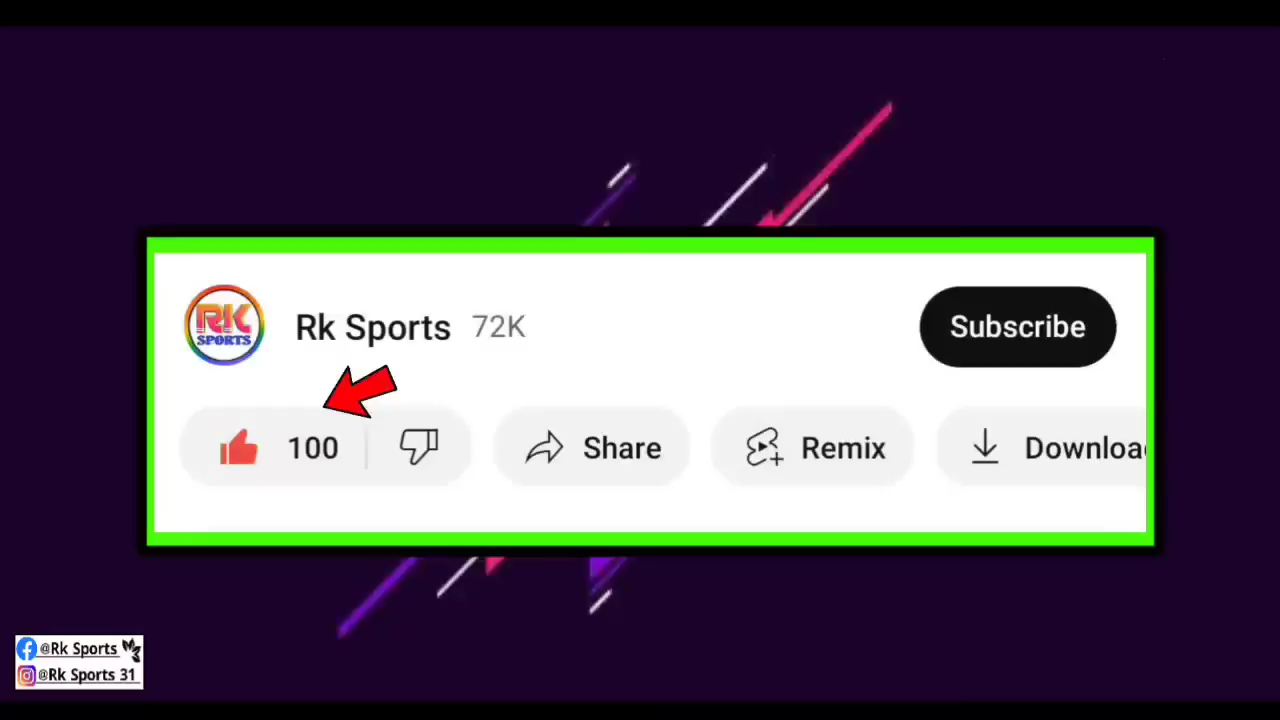 RK
SPORTS
Rk Sports 72K
Subscribe
100
Share
Remix
Downloa
@Rk Sports
@Rk Sports 31